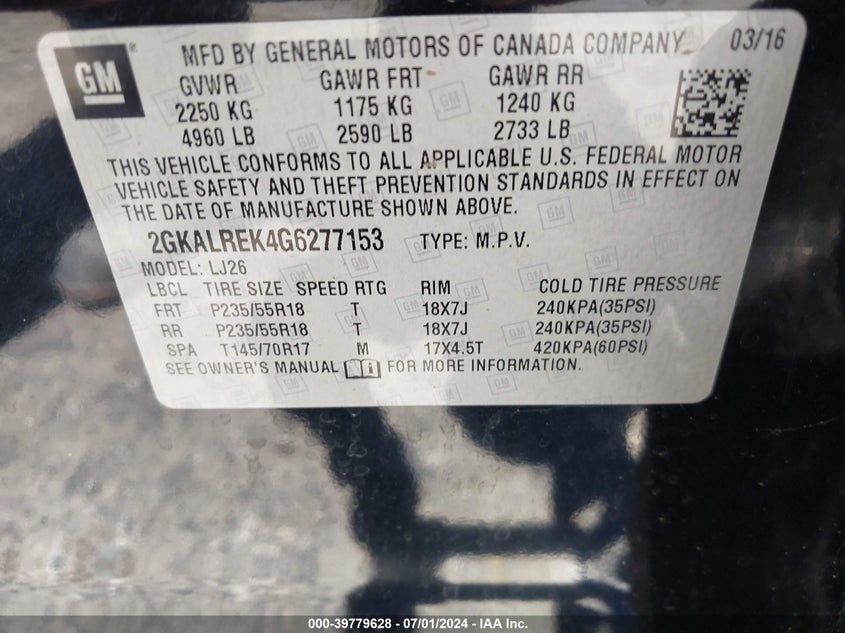 GM
MFD BY GENERAL MOTORS OF CANADA COMPANY 03/16
GVWR GAWR FRT GAWR RR
2250 KG 1175 KG 1240 KG
4960 LB 2590 LB 2733 LB
THIS VEHICLE CONFORMS TO ALL APPLICABLE U.S. FEDERAL MOTOR
VEHICLE SAFETY AND THEFT PREVENTION STANDARDS IN EFFECT ON
THE DATE OF MANUFACTURE SHOWN ABOVE.
2GKALREK4G6277153 TYPE: M.P.V.
MODEL: LJ26
LBCL TIRE SIZE SPEED RTG RIM COLD TIRE PRESSURE
FRT P235/55R18 T 18X7J 240KPA(35PSI)
RR P235/55R18 T 18X7J 240KPA(35PSI)
SPA T145/70R17 M 17X4.5T 420KPA(60PSI)
SEE OWNER'S MANUAL i FOR MORE INFORMATION.
000-39779628 - 07/01/2024 - IAA Inc.